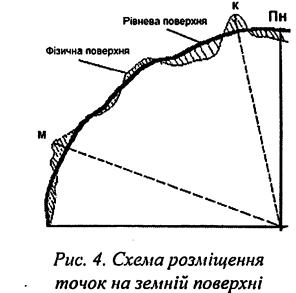 К
Пн
Рівнева поверхня
Фізична поверхня
М
Рис. 4. Схема розміщення
точок на земній поверхні